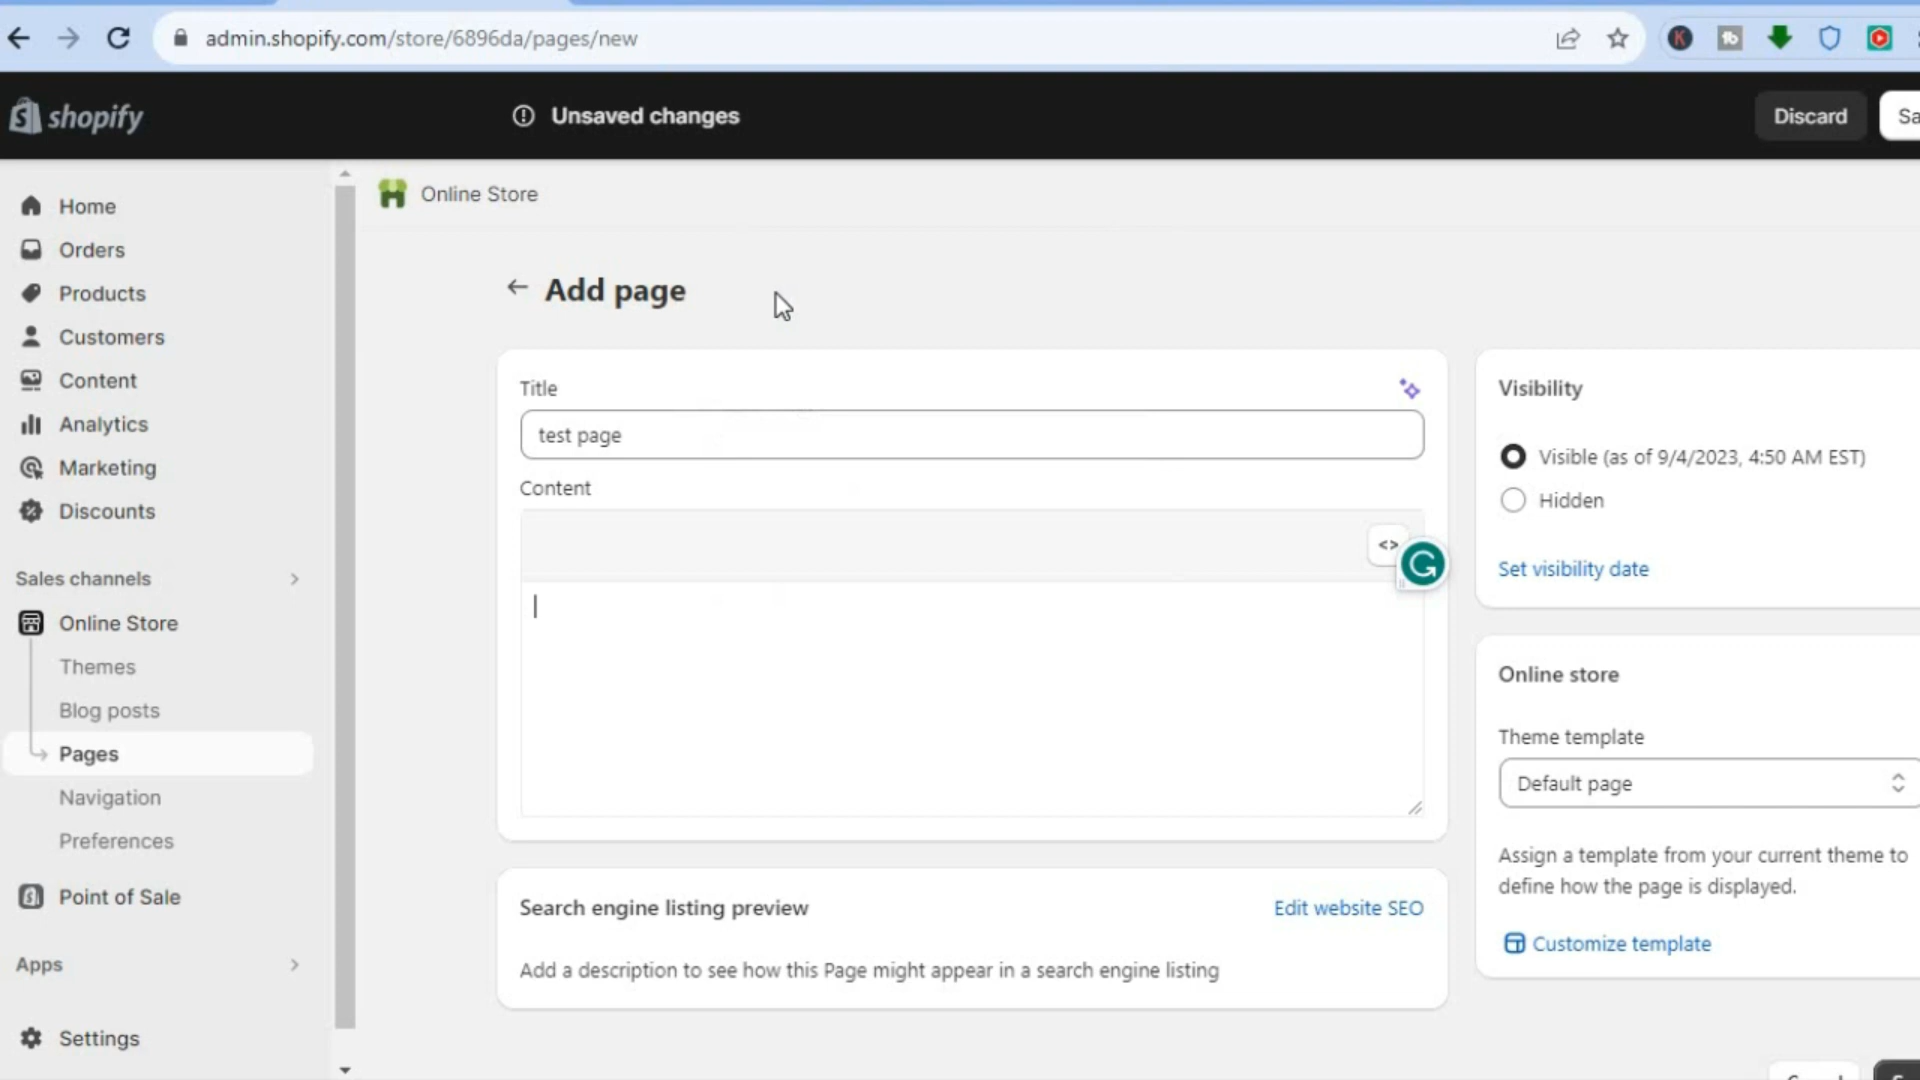 admin.shopify.com/store/6896da/pages/new
shopify
Unsaved changes
Discard
Home
Orders
Products
Customers
Content
Analytics
Marketing
Discounts
Sales channels
Online Store
Themes
Blog posts
Pages
Navigation
Preferences
Point of Sale
Apps
Settings
Online Store
Add page
Title
test page
Content
<>
Search engine listing preview
Edit website SEO
Add a description to see how this Page might appear in a search engine listing
Visibility
Visible (as of 9/4/2023, 4:50 AM EST)
Hidden
Set visibility date
Online store
Theme template
Default page
Assign a template from your current theme to
define how the page is displayed.
Customize template